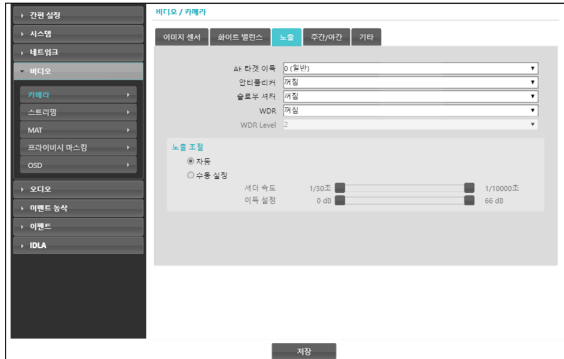 간편 설정
시스템
네트워크
비디오
카메라
스트리밍
MAT
프라이버시 마스킹
OSD
오디오
이벤트 동작
이벤트
IDLA
비디오 / 카메라
이미지 센서 화이트 밸런스 노출 주간/야간 기타
AE 타겟 이득 0 (일반)
안티플리커 꺼짐
슬로우 셔터 꺼짐
WDR 꺼짐
WDR Level 2
노출 조절
자동
수동 설정
셔터 속도 1/30초 1/10000초
이득 설정 0 dB 66 dB
저장